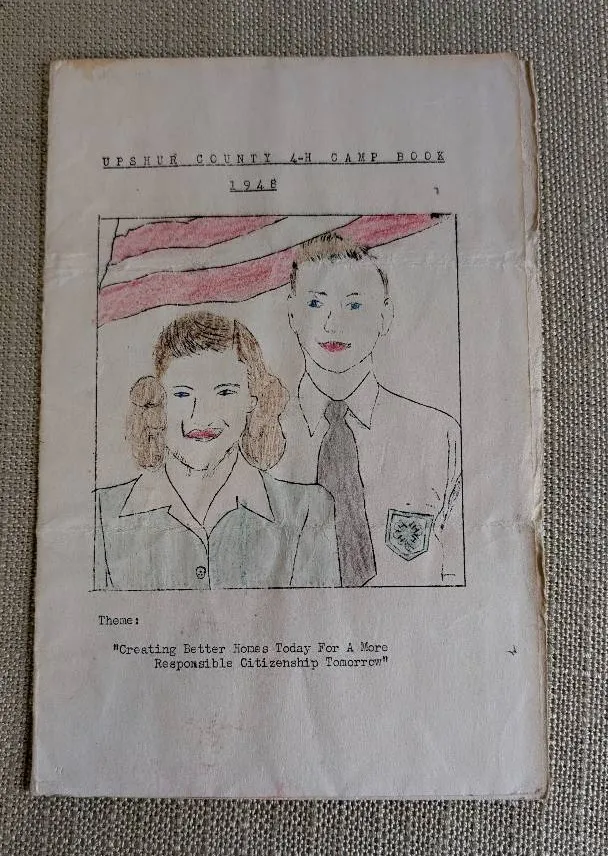 UPSHUR COUNTY 4-H CAMP BOOK
1948
Theme:
"Creating Better Homes Today For A More
Responsible Citizenship Tomorrow"